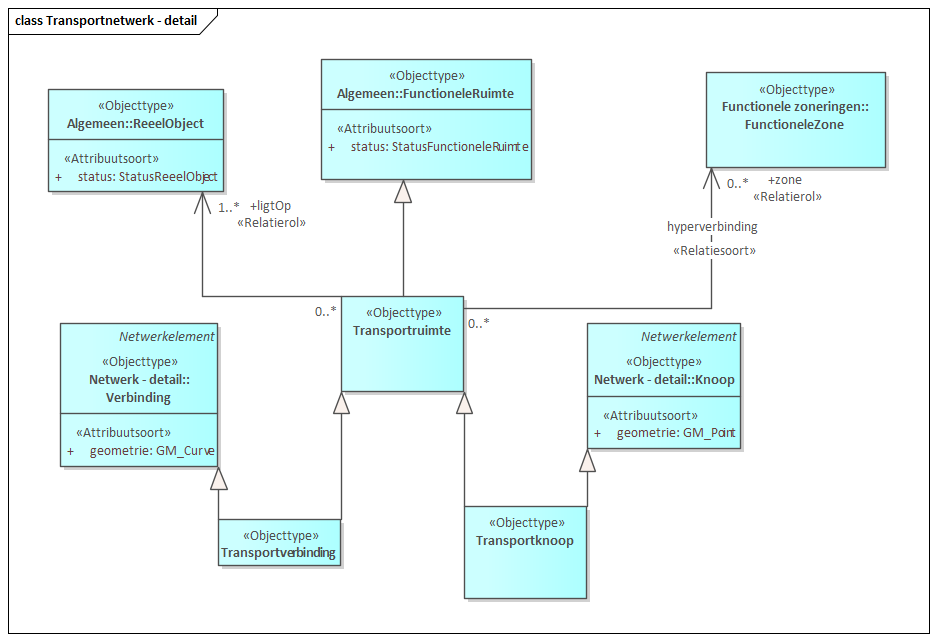 class Transportnetwerk - detail
«Objecttype»
Algemeen::ReeelObject
«Attribuutsoort»
+ status: StatusReeelObject
«Objecttype»
Algemeen::FunctioneleRuimte
«Attribuutsoort»
+ status: StatusFunctioneleRuimte
«Objecttype»
Functionele zoneringen::
FunctioneleZone
1..* +ligtOp
«Relatierol»
0..* +zone
«Relatierol»
hyperverbinding
«Relatiesoort»
0..*
«Objecttype»
Transportruimte
0..*
Netwerkelement
«Objecttype»
Netwerk - detail::
Verbinding
«Attribuutsoort»
+ geometrie: GM_Curve
Netwerkelement
«Objecttype»
Netwerk - detail::Knoop
«Attribuutsoort»
+ geometrie: GM_Point
«Objecttype»
Transportverbinding
«Objecttype»
Transportknoop